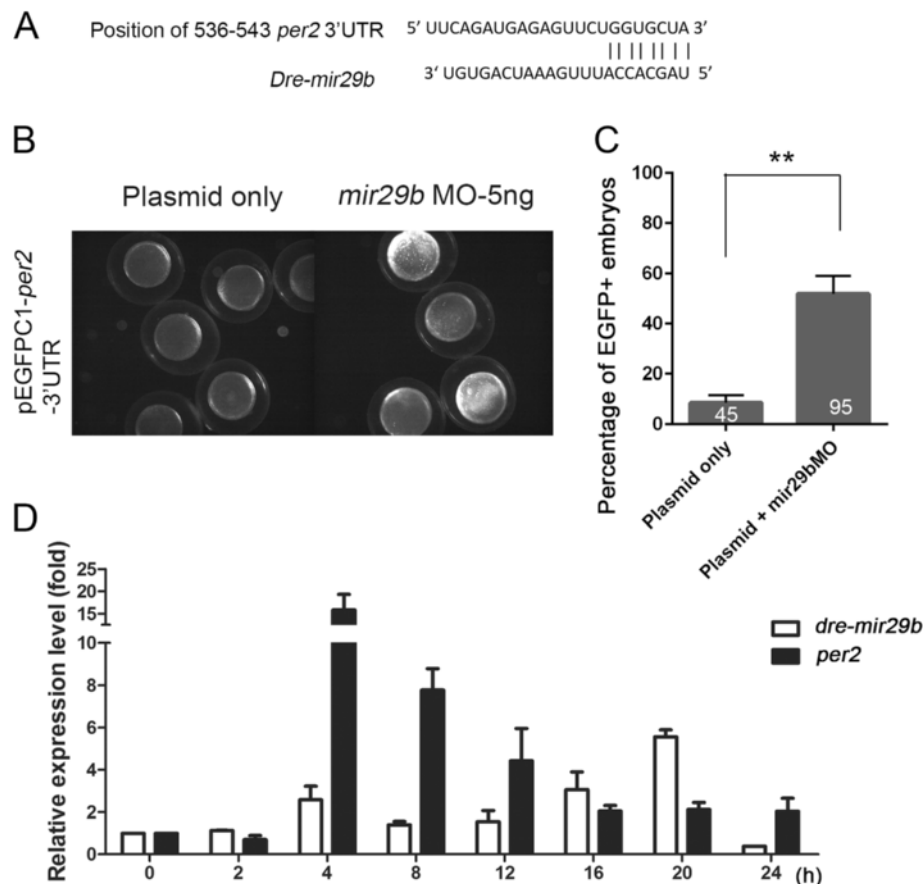 A
Position of 536-543 per2 3'UTR 5' UUCAGAUGAGAGUUCUGGUGCUA 3'
Dre-mir29b 3' UGUGACUAAAGUUUACCACGAU 5'
B
Plasmid only mir29b MO-5ng
pEGFPC1-per2
-3'UTR
C
**
Percentage of EGFP+ embryos
100
80
60
40
20
0
45 95
Plasmid only
Plasmid + mir29bMO
D
Relative expression level (fold)
25
20
15
10
8
6
4
2
0
0 2 4 8 12 16 20 24 (h)
dre-mir29b
per2